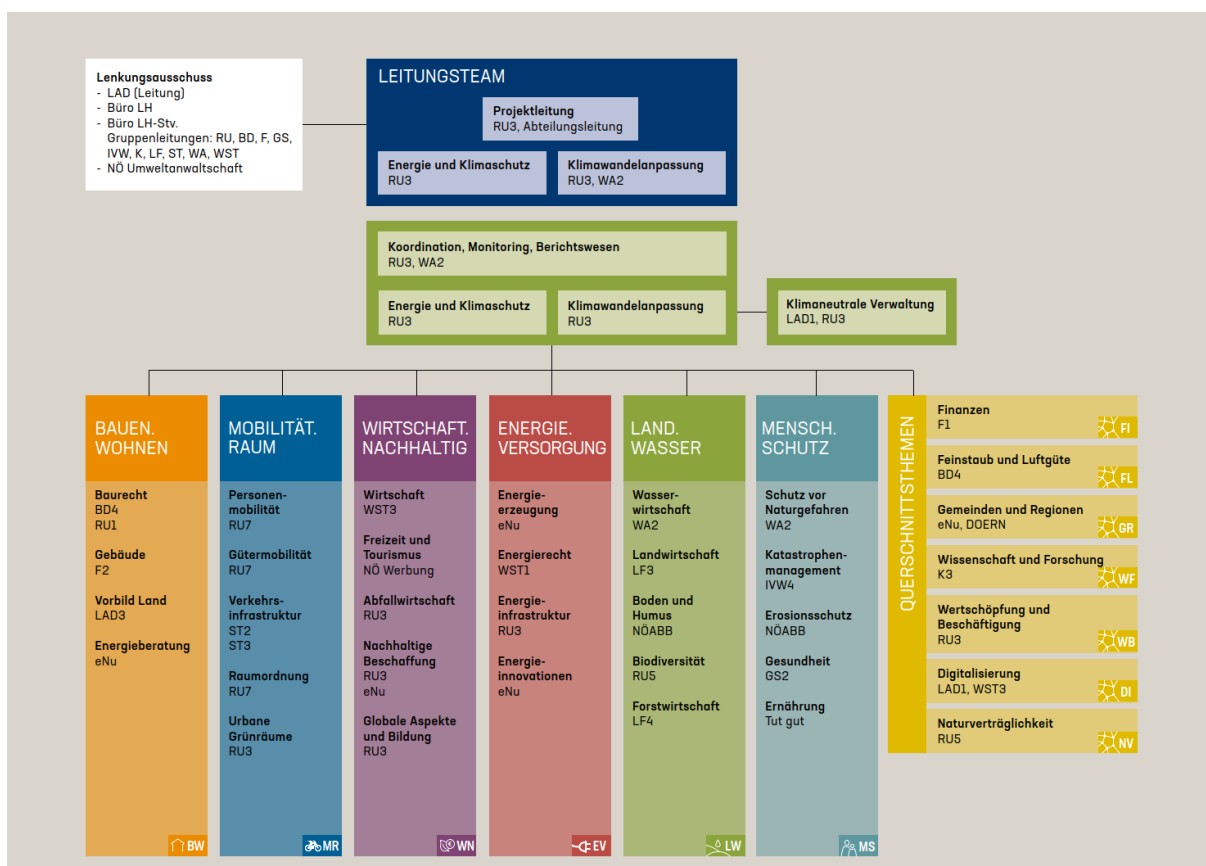 Lenkungsausschuss
- LAD (Leitung)
- Büro LH
- Büro LH-Stv.
Gruppenleitungen: RU, BD, F, GS,
IVW, K, LF, ST, WA, WST
- NÖ Umweltanwaltschaft
LEITUNGSTEAM
Projektleitung
RU3, Abteilungsleitung
Energie und Klimaschutz
RU3
Klimawandelanpassung
RU3, WA2
Koordination, Monitoring, Berichtswesen
RU3, WA2
Energie und Klimaschutz
RU3
Klimawandelanpassung
RU3
Klimaneutrale Verwaltung
LAD1, RU3
BAUEN.
WOHNEN
Baurecht
BD4
RU1
Gebäude
F2
Vorbild Land
LAD3
Energieberatung
eNu
BW
MOBILITÄT.
RAUM
Personen-
mobilität
RU7
Gütermobilität
RU7
Verkehrs-
infrastruktur
ST2
ST3
Raumordnung
RU7
Urbane
Grünräume
RU3
MR
WIRTSCHAFT.
NACHHALTIG
Wirtschaft
WST3
Freizeit und
Tourismus
NÖ Werbung
Abfallwirtschaft
RU3
Nachhaltige
Beschaffung
RU3
eNu
Globale Aspekte
und Bildung
RU3
WN
ENERGIE.
VERSORGUNG
Energie-
erzeugung
eNu
Energierecht
WST1
Energie-
infrastruktur
RU3
Energie-
innovationen
eNu
EV
LAND.
WASSER
Wasser-
wirtschaft
WA2
Landwirtschaft
LF3
Boden und
Humus
NÖABB
Biodiversität
RU5
Forstwirtschaft
LF4
LW
MENSCH.
SCHUTZ
Schutz vor
Naturgefahren
WA2
Katastrophen-
management
IVW4
Erosionsschutz
NÖABB
Gesundheit
GS2
Ernährung
Tut gut
MS
QUERSCHNITTSTHEMEN
Finanzen
F1
FI
Feinstaub und Luftgüte
BD4
FL
Gemeinden und Regionen
eNu, DOERN
GR
Wissenschaft und Forschung
K3
WF
Wertschöpfung und
Beschäftigung
RU3
WB
Digitalisierung
LAD1, WST3
DI
Naturverträglichkeit
RU5
NV